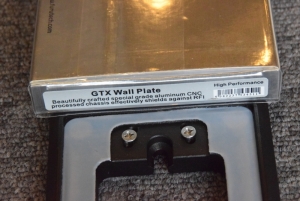 GTX Wall Plate
High Performance
Beautifully crafted special grade aluminum CNC
processed chassis effectively shields against RFI